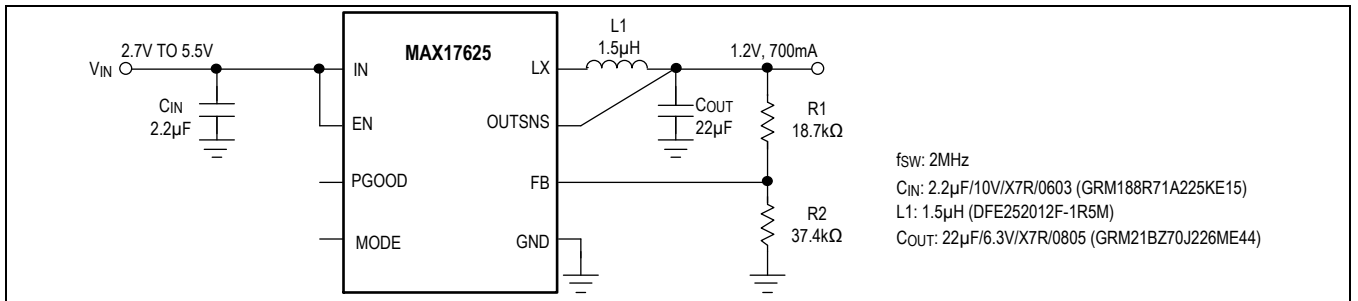 L1
1.5µH
MAX17625
2.7V TO 5.5V
1.2V, 700mA
VIN
IN
LX
CIN
2.2µF
COUT
22µF
R1
18.7kΩ
EN
OUTSNS
fSW: 2MHz
CIN: 2.2µF/10V/X7R/0603 (GRM188R71A225KE15)
L1: 1.5µH (DFE252012F-1R5M)
COUT: 22µF/6.3V/X7R/0805 (GRM21BZ70J226ME44)
PGOOD
FB
R2
37.4kΩ
MODE
GND